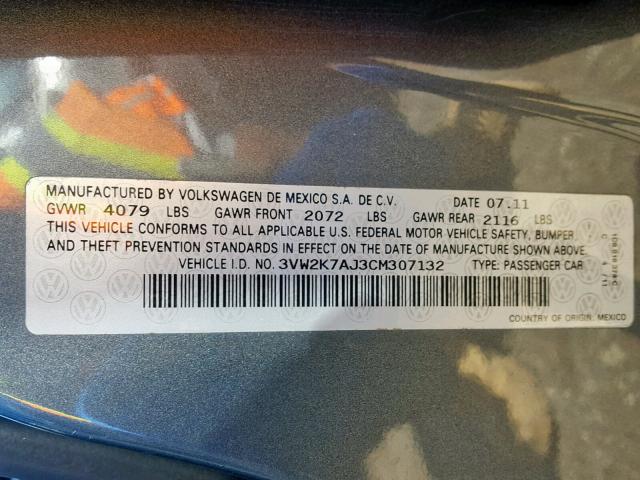 MANUFACTURED BY VOLKSWAGEN DE MEXICO S.A. DE C.V. DATE 07.11
GVWR 4079 LBS GAWR FRONT 2072 LBS GAWR REAR 2116 LBS
THIS VEHICLE CONFORMS TO ALL APPLICABLE U.S. FEDERAL MOTOR VEHICLE SAFETY, BUMPER
AND THEFT PREVENTION STANDARDS IN EFFECT ON THE DATE OF MANUFACTURE SHOWN ABOVE.
VEHICLE I.D. NO. 3VW2K7AJ3CM307132 TYPE: PASSENGER CAR
COUNTRY OF ORIGIN: MEXICO